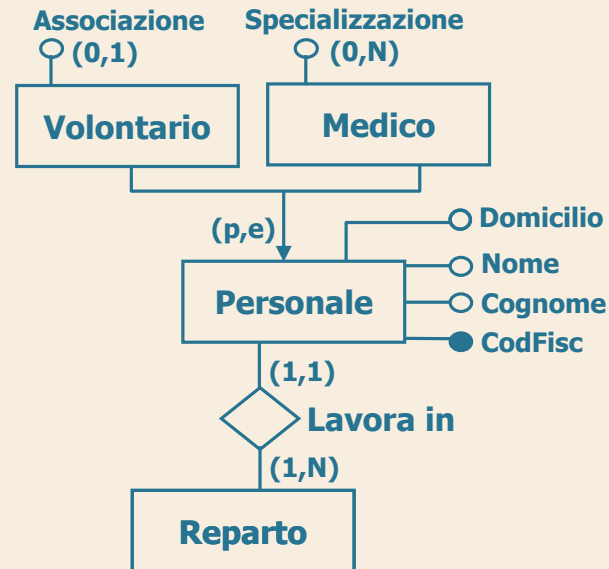 Associazione
(0,1)
Specializzazione
(0,N)
Volontario
Medico
(p,e)
Domicilio
Nome
Personale
Cognome
CodFisc
(1,1)
Lavora in
(1,N)
Reparto